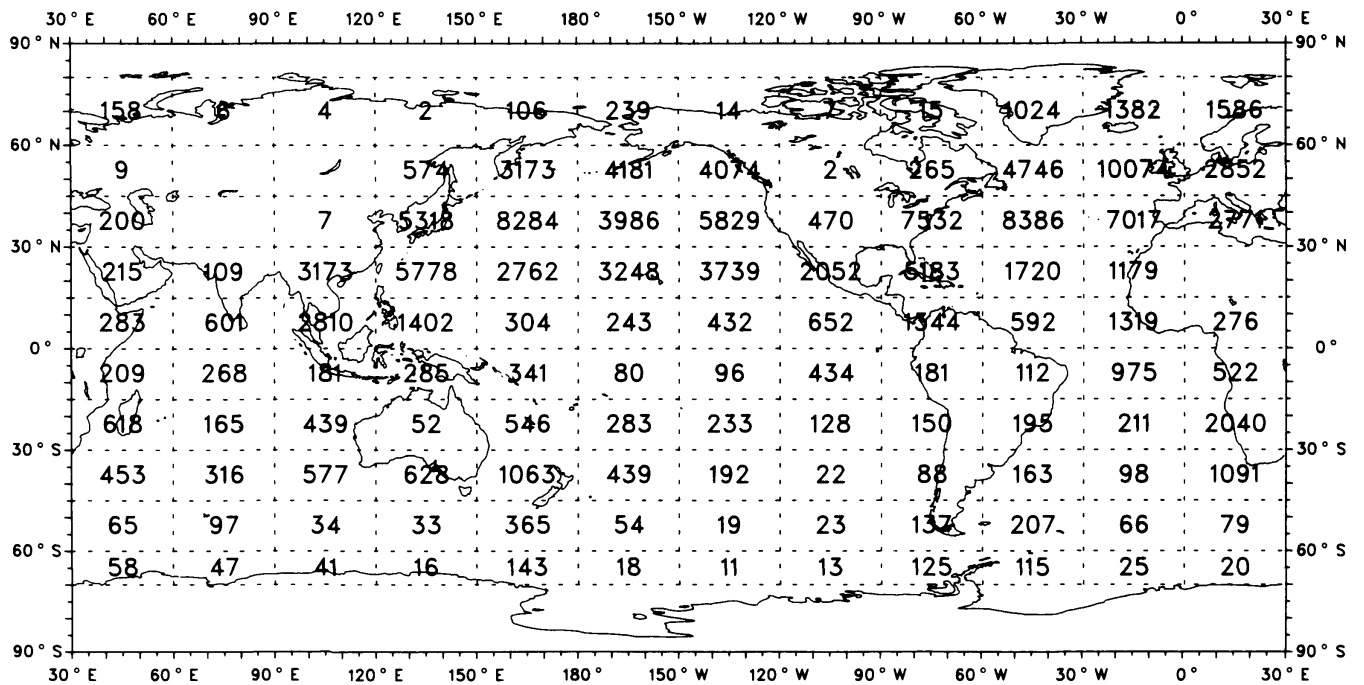 30° E 60° E 90° E 120° E 150° E 180° 150° W 120° W 90° W 60° W 30° W 0° 30° E
90° N 90° N
158 6 4 2 106 239 14 2 15 4024 1382 1586
60° N 60° N
9 574 3173 4181 4074 2 265 4746 10074 2852
200 7 5318 8284 3986 5829 470 7532 8386 7017
30° N 30° N
215 109 3173 5778 2762 3248 3739 2052 5183 1720 1179
283 601 2810 1402 304 243 432 652 1344 592 1319 276
0° 0°
209 268 181 285 341 80 96 434 181 112 975 522
618 165 439 52 546 283 233 128 150 195 211 2040
30° S 30° S
453 316 577 628 1063 439 192 22 88 163 98 1091
65 97 34 33 365 54 19 23 137 207 66 79
60° S 60° S
58 47 41 16 143 18 11 13 125 115 25 20
90° S 90° S
30° E 60° E 90° E 120° E 150° E 180° 150° W 120° W 90° W 60° W 30° W 0° 30° E